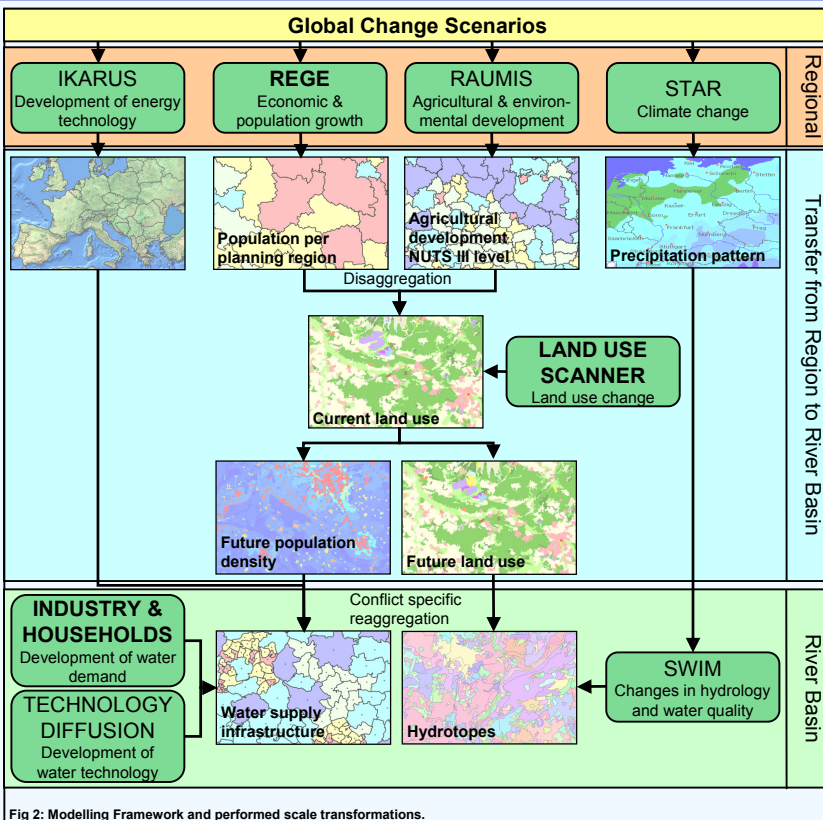 Global Change Scenarios
IKARUS
Development of energy
technology
REGE
Economic &
population growth
RAUMIS
Agricultural & environ-
mental development
STAR
Climate change
Regional
Population per
planning region
Agricultural
development
NUTS III level
Precipitation pattern
Disaggregation
Transfer from Region to River Basin
Current land use
LAND USE
SCANNER
Land use change
Future population
density
Future land use
Conflict specific
reaggregation
INDUSTRY &
HOUSEHOLDS
Development of water
demand
TECHNOLOGY
DIFFUSION
Development of
water technology
Water supply
infrastructure
Hydrotopes
SWIM
Changes in hydrology
and water quality
River Basin
Fig 2: Modelling Framework and performed scale transformations.